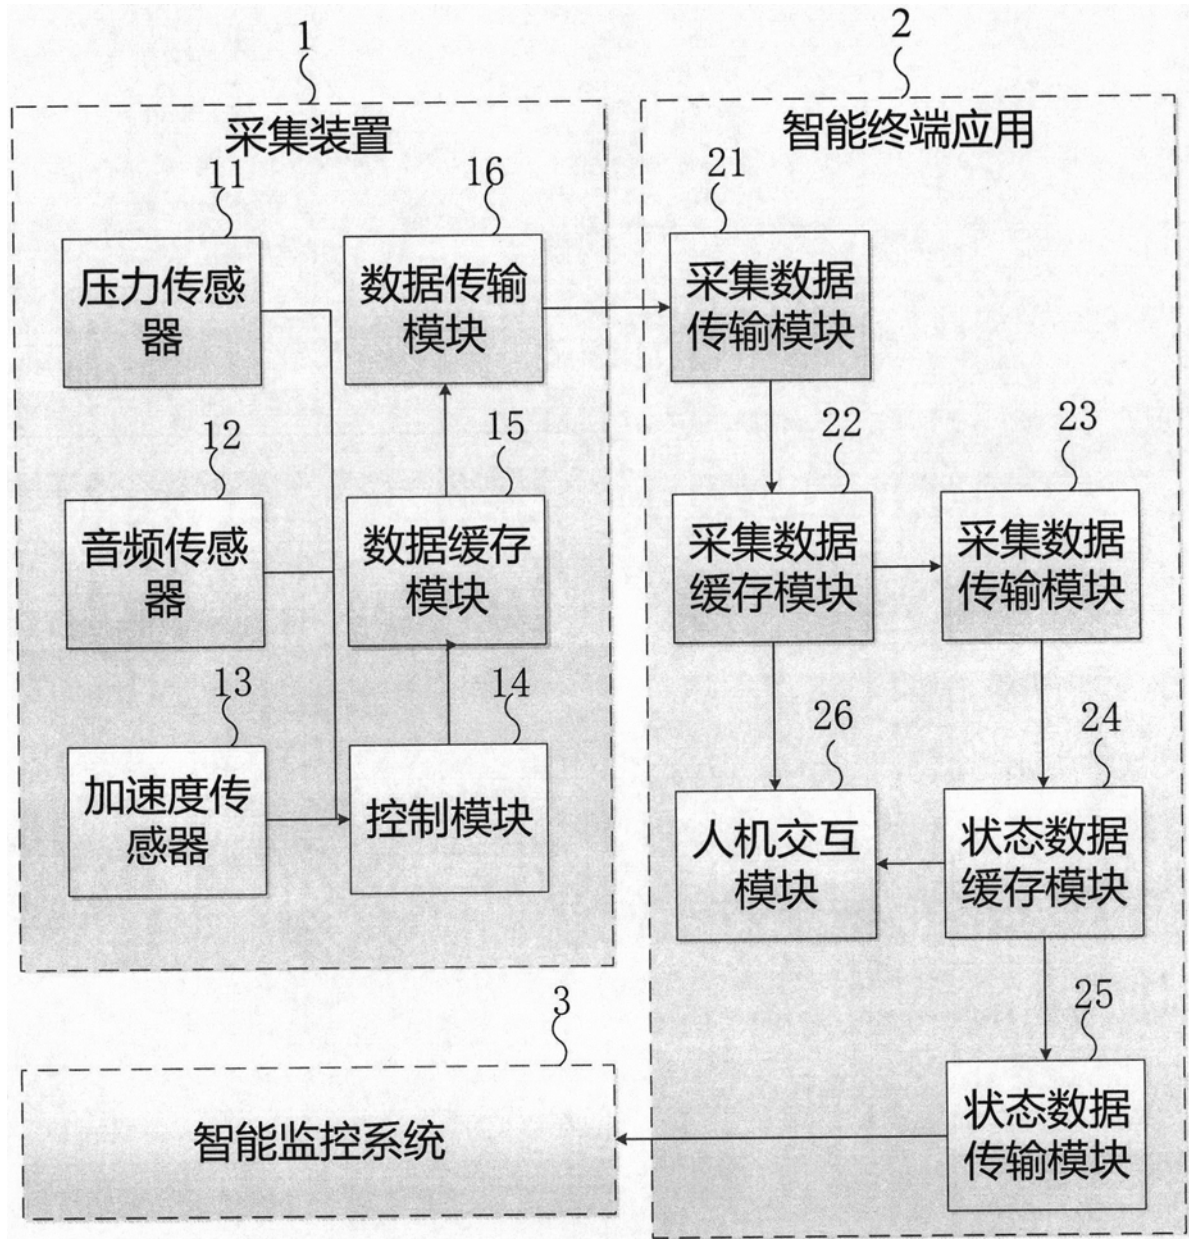 1
采集装置
11
压力传感
器
16
数据传输
模块
12
音频传感
器
15
数据缓存
模块
13
加速度传
感器
14
控制模块
2
智能终端应用
21
采集数据
传输模块
22
采集数据
缓存模块
23
采集数据
传输模块
26
人机交互
模块
24
状态数据
缓存模块
25
状态数据
传输模块
3
智能监控系统